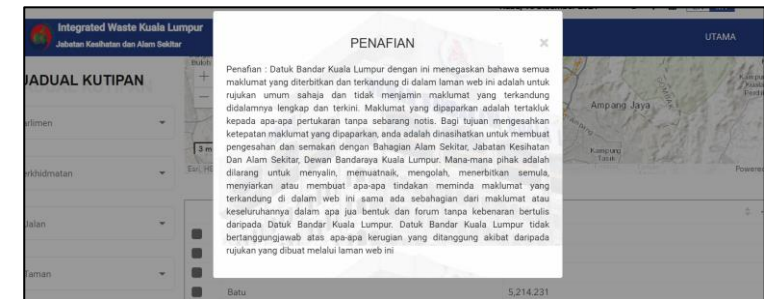 Integrated Waste Kuala Lumpur
Jabatan Kesihatan dan Alam Sekitar
UTAMA
PENAFIAN
×
JADUAL KUTIPAN
Penafian : Datuk Bandar Kuala Lumpur dengan ini menegaskan bahawa semua
maklumat yang diterbitkan dan terkandung di dalam laman web ini adalah untuk
rujukan umum sahaja dan tidak menjamin maklumat yang terkandung
didalamnya lengkap dan terkini. Maklumat yang dipaparkan adalah tertakluk
kepada apa-apa pertukaran tanpa sebarang notis. Bagi tujuan mengesahkan
ketepatan maklumat yang dipaparkan, anda adalah dinasihatkan untuk membuat
pengesahan dan semakan dengan Bahagian Alam Sekitar, Jabatan Kesihatan
Dan Alam Sekitar, Dewan Bandaraya Kuala Lumpur. Mana-mana pihak adalah
dilarang untuk menyalin, memuatnaik, mengolah, menerbitkan semula,
menyiarkan atau membuat apa-apa tindakan meminda maklumat yang
terkandung di dalam web ini sama ada sebahagian dari maklumat atau
keseluruhannya dalam apa jua bentuk dan forum tanpa kebenaran bertulis
daripada Datuk Bandar Kuala Lumpur. Datuk Bandar Kuala Lumpur tidak
bertanggungjawab atas apa-apa kerugian yang ditanggung akibat daripada
rujukan yang dibuat melalui laman web ini
Ampang Jaya
Kampung
Tasik
arlimen
erkhidmatan
Jalan
Taman
Batu 5,214.231